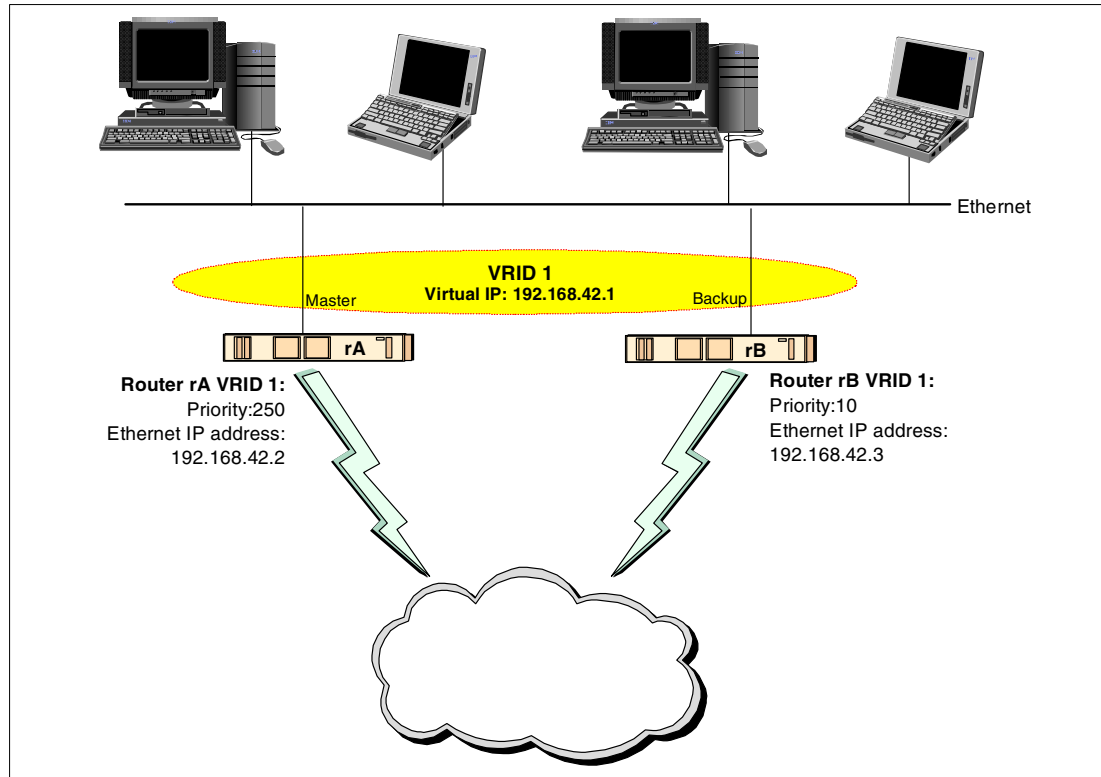 Ethernet
VRID 1
Virtual IP: 192.168.42.1
Master
Backup
rA
rB
Router rA VRID 1:
Priority:250
Ethernet IP address:
192.168.42.2
Router rB VRID 1:
Priority:10
Ethernet IP address:
192.168.42.3